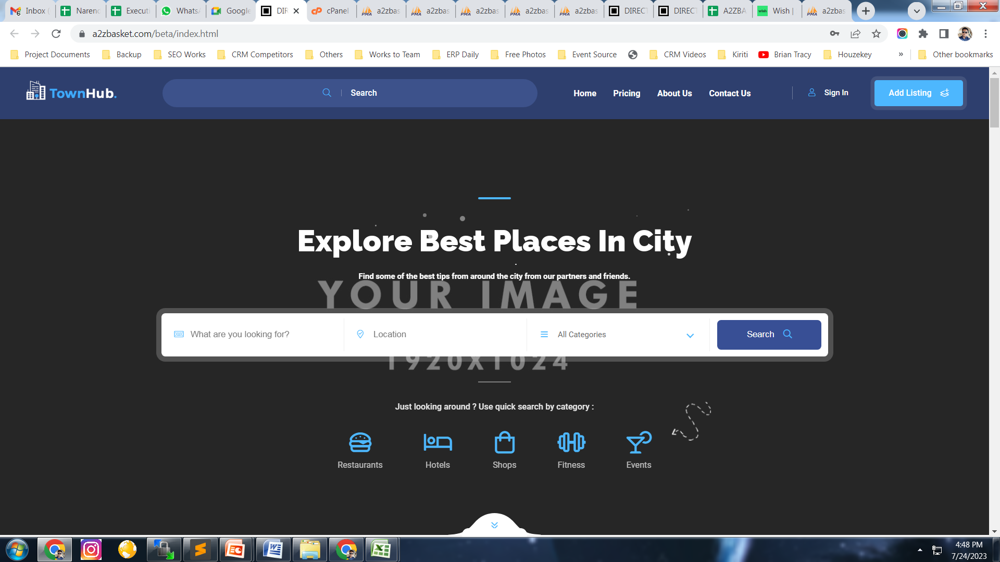 Inbox (
Narenc
Executi
WhatsA
Google
DIR
cPanel
a2zbas
a2zbas
a2zbas
a2zbas
a2zbas
DIRECT
DIRECT
A2ZBA
Wish |
a2zbas
a2zbasket.com/beta/index.html
Project Documents
Backup
SEO Works
CRM Competitors
Others
Works to Team
ERP Daily
Free Photos
Event Source
CRM Videos
Kiriti
Brian Tracy
Houzekey
»
Other bookmarks
TownHub.
Search
Home
Pricing
About Us
Contact Us
Sign In
Add Listing
Explore Best Places In City
Find some of the best tips from around the city from our partners and friends.
YOUR IMAGE
What are you looking for?
Location
All Categories
Search
1920X1024
Just looking around ? Use quick search by category :
Restaurants
Hotels
Shops
Fitness
Events
4:48 PM
7/24/2023